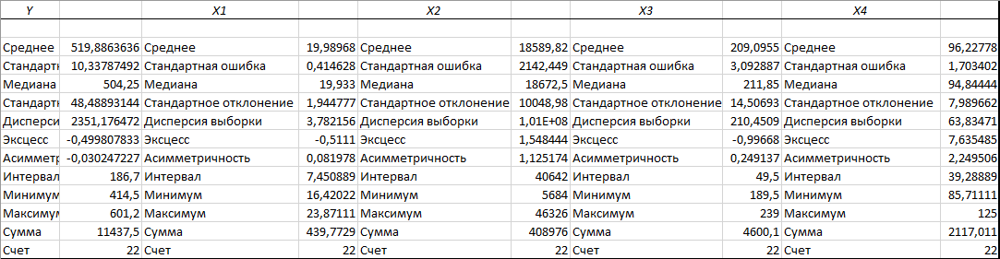 Y X1 X2 X3 X4
Среднее 519,8863636 Среднее 19,98968 Среднее 18589,82 Среднее 209,0955 Среднее 96,22778
Стандартн 10,33787492 Стандартная ошибка 0,414628 Стандартная ошибка 2142,449 Стандартная ошибка 3,092887 Стандартная ошибка 1,703402
Медиана 504,25 Медиана 19,933 Медиана 18672,5 Медиана 211,85 Медиана 94,84444
Стандартн 48,48893144 Стандартное отклонение 1,944777 Стандартное отклонение 10048,98 Стандартное отклонение 14,50693 Стандартное отклонение 7,989662
Дисперси 2351,176472 Дисперсия выборки 3,782156 Дисперсия выборки 1,01E+08 Дисперсия выборки 210,4509 Дисперсия выборки 63,83471
Эксцесс -0,499807833 Эксцесс -0,5111 Эксцесс 1,548444 Эксцесс -0,99668 Эксцесс 7,635485
Асимметр -0,030247227 Асимметричность 0,081978 Асимметричность 1,125174 Асимметричность 0,249137 Асимметричность 2,249506
Интервал 186,7 Интервал 7,450889 Интервал 40642 Интервал 49,5 Интервал 39,28889
Минимум 414,5 Минимум 16,42022 Минимум 5684 Минимум 189,5 Минимум 85,71111
Максимум 601,2 Максимум 23,87111 Максимум 46326 Максимум 239 Максимум 125
Сумма 11437,5 Сумма 439,7729 Сумма 408976 Сумма 4600,1 Сумма 2117,011
Счет 22 Счет 22 Счет 22 Счет 22 Счет 22